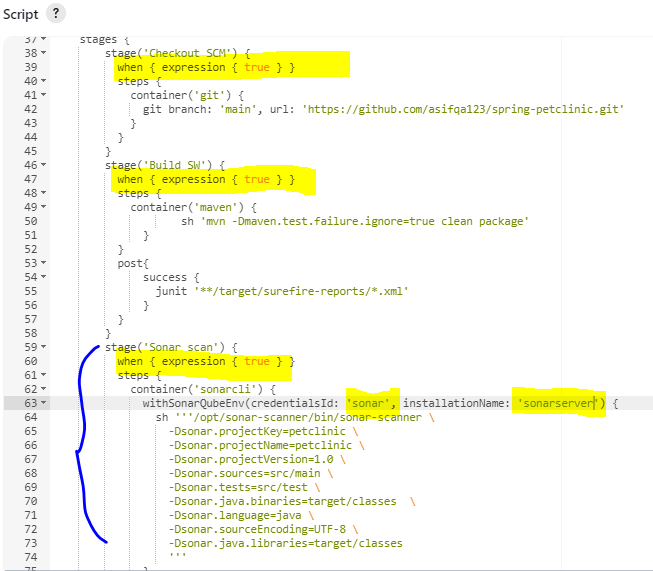 Script ?
37 stages {
38 stage('Checkout SCM') {
39 when { expression { true } }
40 steps {
41 container('git') {
42 git branch: 'main', url: 'https://github.com/asifqa123/spring-petclinic.git'
43 }
44 }
45 }
46 stage('Build SW') {
47 when { expression { true } }
48 steps {
49 container('maven') {
50 sh 'mvn -Dmaven.test.failure.ignore=true clean package'
51 }
52 }
53 post{
54 success {
55 junit '**/target/surefire-reports/*.xml'
56 }
57 }
58 }
59 stage('Sonar scan') {
60 when { expression { true } }
61 steps {
62 container('sonarcli') {
63 withSonarQubeEnv(credentialsId: 'sonar', installationName: 'sonarserver') {
64 sh '''/opt/sonar-scanner/bin/sonar-scanner \
65 -Dsonar.projectKey=petclinic \
66 -Dsonar.projectName=petclinic \
67 -Dsonar.projectVersion=1.0 \
68 -Dsonar.sources=src/main \
69 -Dsonar.tests=src/test \
70 -Dsonar.java.binaries=target/classes \
71 -Dsonar.language=java \
72 -Dsonar.sourceEncoding=UTF-8 \
73 -Dsonar.java.libraries=target/classes
74 '''
75 }